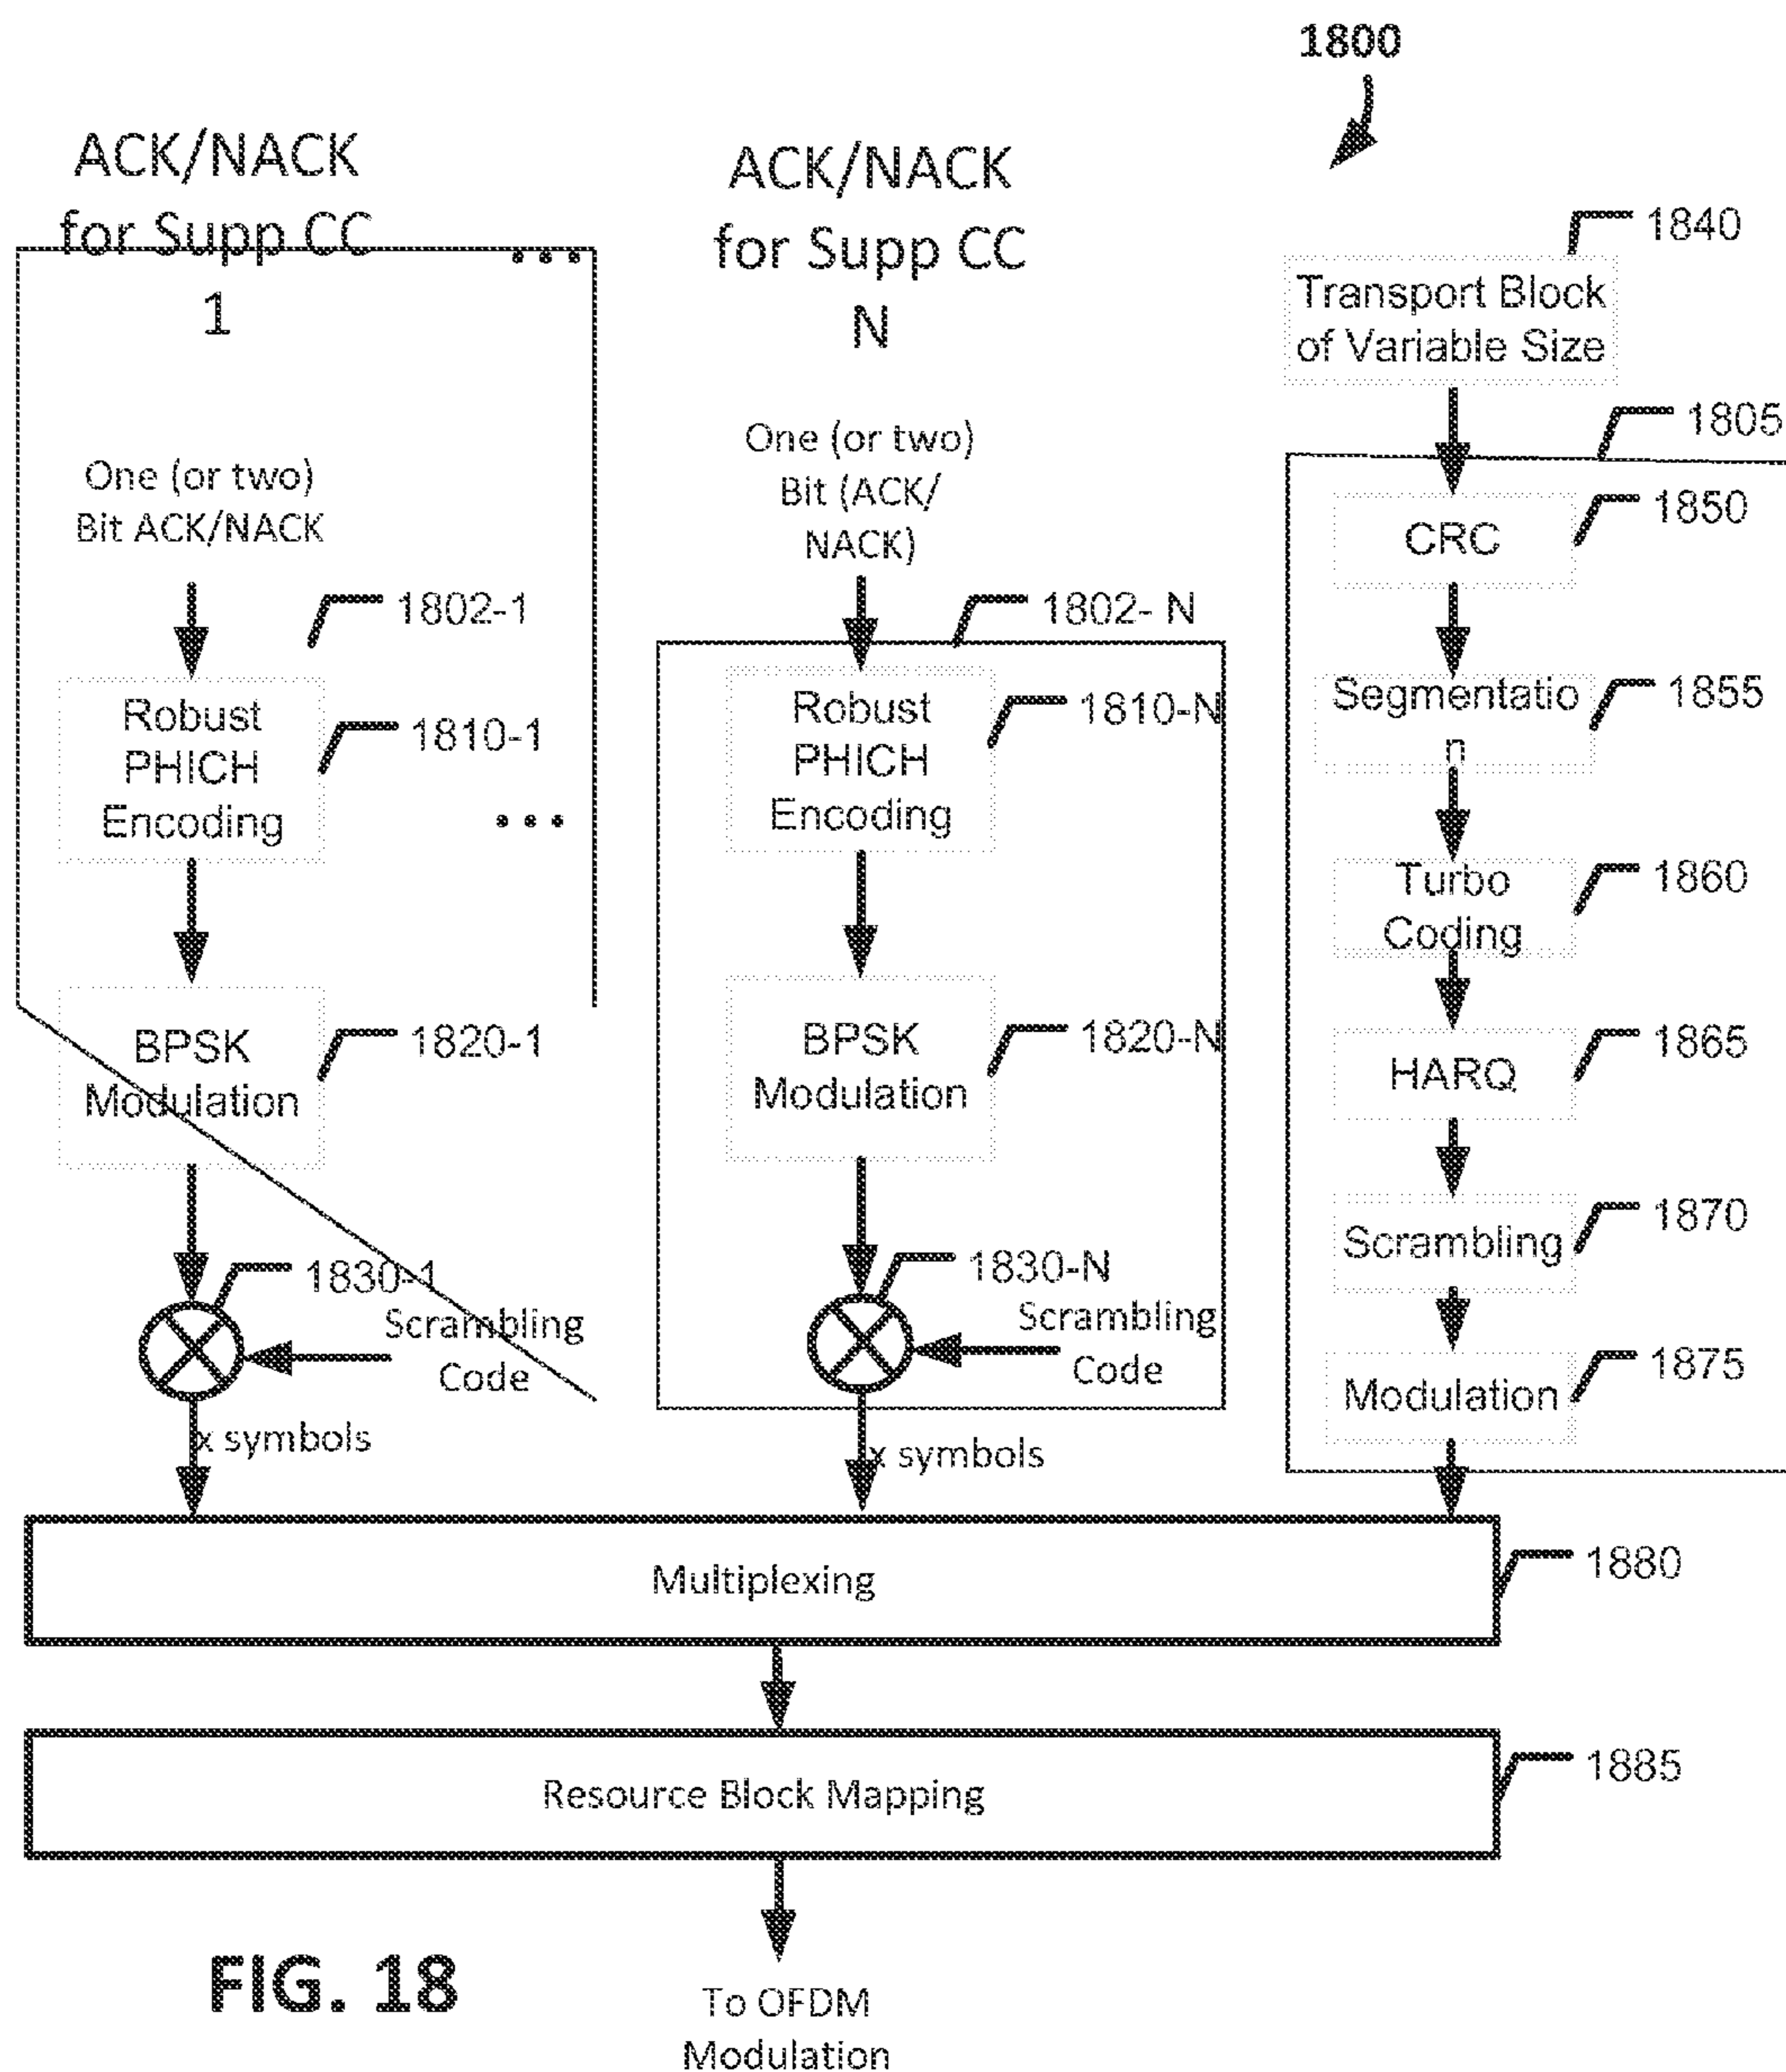 1800
ACK/NACK
for Supp CC
1
...
ACK/NACK
for Supp CC
N
One (or two)
Bit ACK/NACK
1802-1
Robust
PHICH
Encoding
1810-1
...
BPSK
Modulation
1820-1
1830-1
Scrambling
Code
x symbols
One (or two)
Bit (ACK/
NACK)
1802- N
Robust
PHICH
Encoding
1810-N
BPSK
Modulation
1820-N
1830-N
Scrambling
Code
x symbols
1840
Transport Block
of Variable Size
1805
CRC
1850
Segmentatio
n
1855
Turbo
Coding
1860
HARQ
1865
Scrambling
1870
Modulation
1875
Multiplexing
1880
Resource Block Mapping
1885
To OFDM
Modulation
FIG. 18